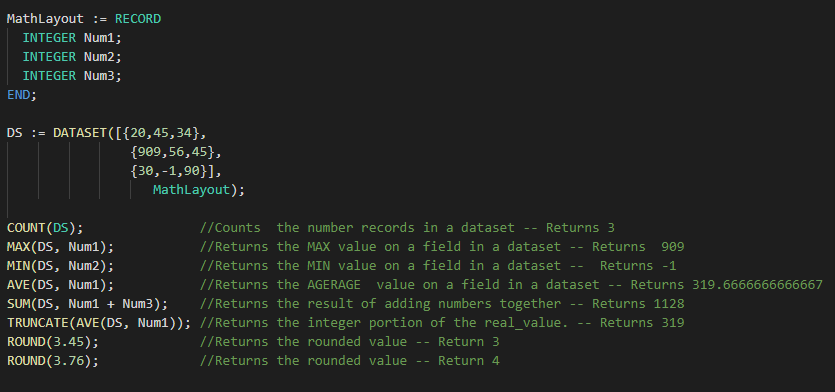 MathLayout := RECORD
INTEGER Num1;
INTEGER Num2;
INTEGER Num3;
END;
DS := DATASET([{20,45,34},
{909,56,45},
{30,-1,90}],
MathLayout);
COUNT(DS); //Counts  the number records in a dataset -- Returns 3
MAX(DS, Num1); //Returns the MAX value on a field in a dataset -- Returns  909
MIN(DS, Num2); //Returns the MIN value on a field in a dataset --  Returns -1
AVE(DS, Num1); //Returns the AGERAGE  value on a field in a dataset -- Returns 319.6666666666667
SUM(DS, Num1 + Num3); //Returns the result of adding numbers together -- Returns 1128
TRUNCATE(AVE(DS, Num1)); //Returns the integer portion of the real_value. -- Returns 319
ROUND(3.45); //Returns the rounded value -- Return 3
ROUND(3.76); //Returns the rounded value -- Return 4